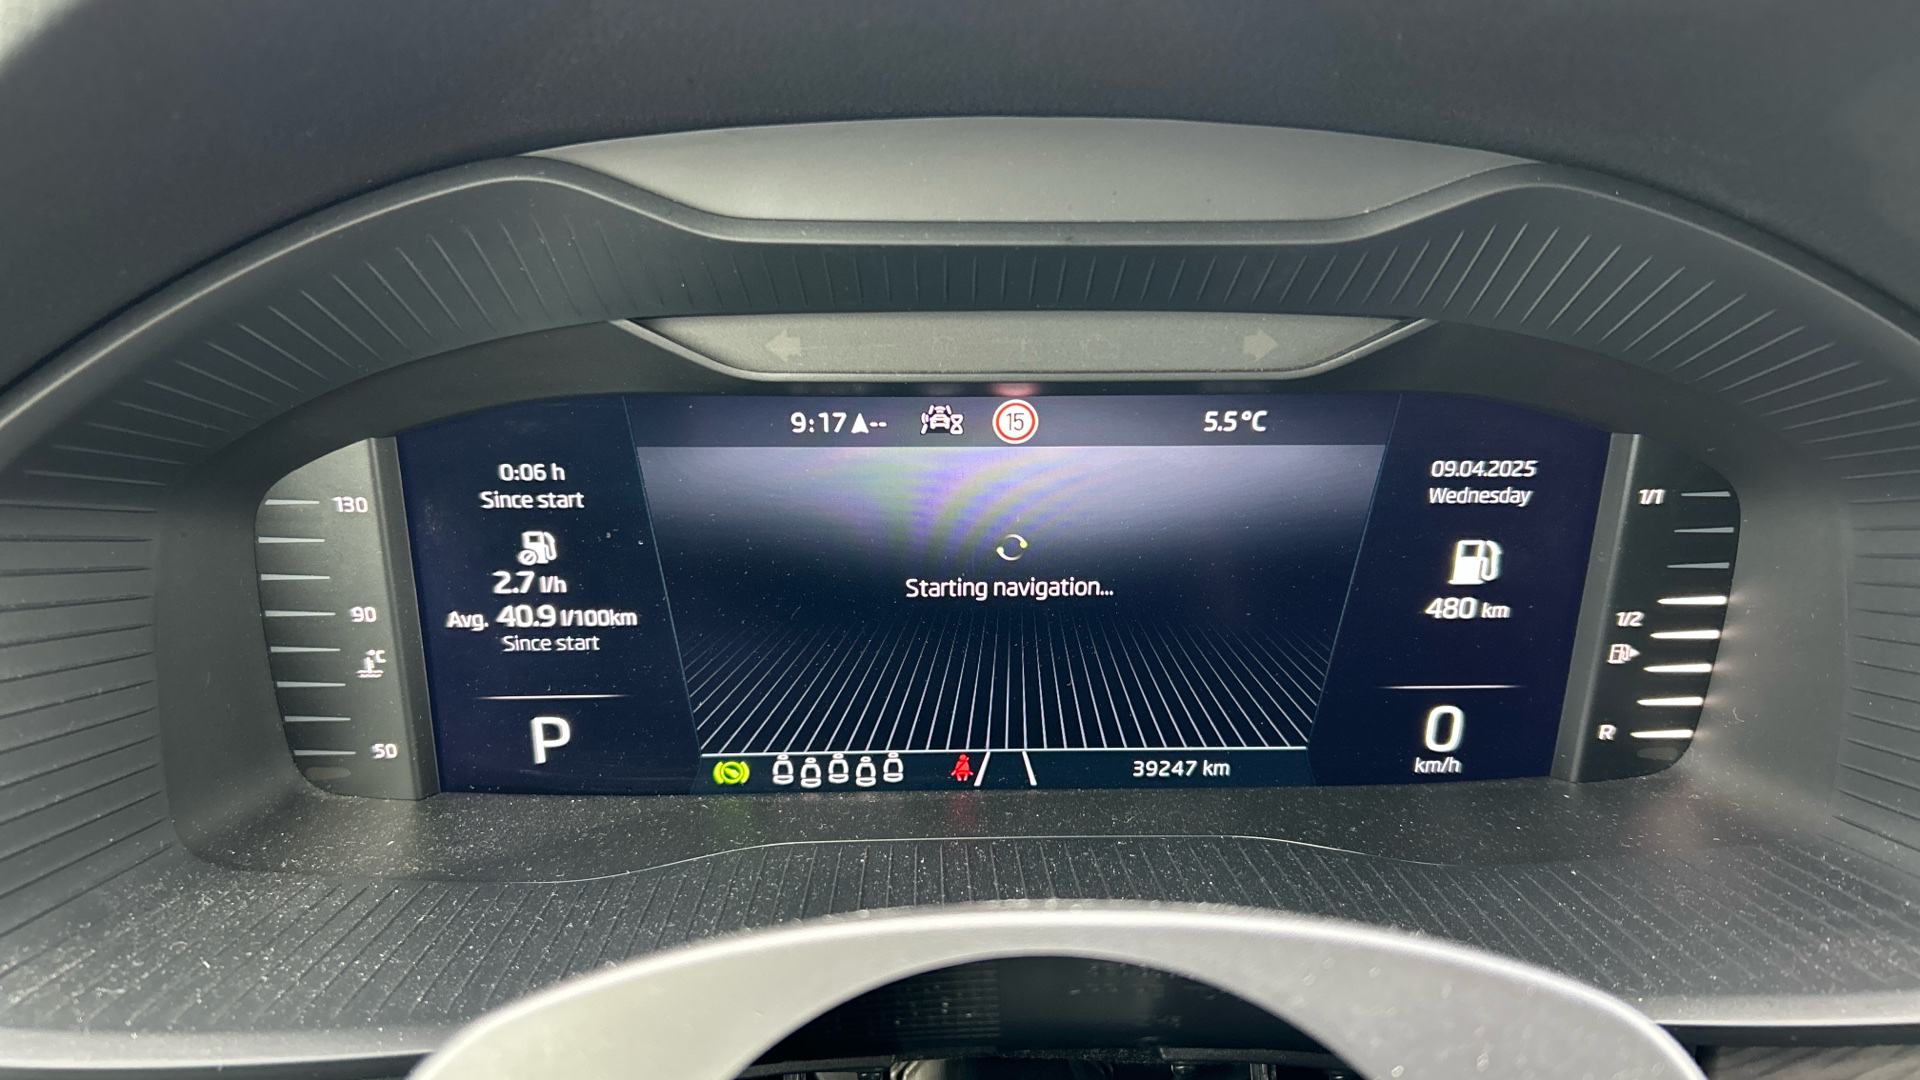 9:17 --
15
5.5°C
0:06 h
Since start
2.7 l/h
Avg. 40.9 l/100km
Since start
P
130
90
°C
50
Starting navigation...
39247 km
09.04.2025
Wednesday
480 km
0
km/h
1/1
1/2
R